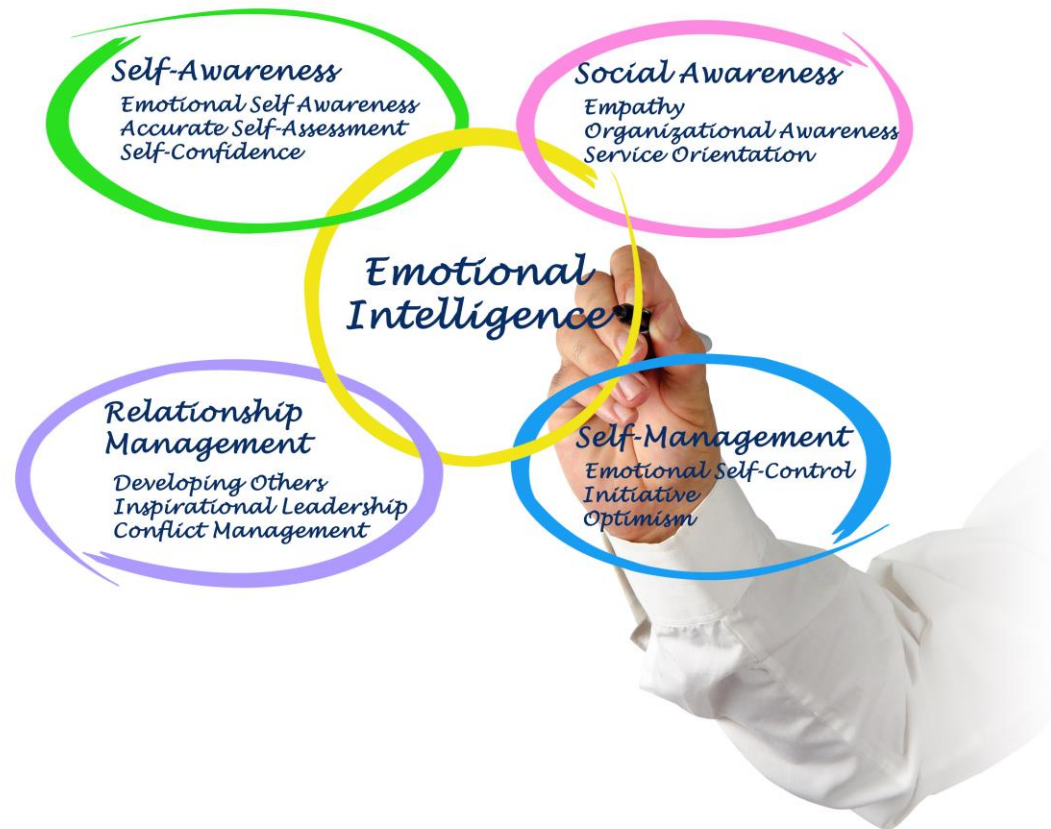 Self-Awareness
Emotional Self Awareness
Accurate Self-Assessment
Self-Confidence
Social Awareness
Empathy
Organizational Awareness
Service Orientation
Emotional
Intelligence
Relationship
Management
Developing Others
Inspirational Leadership
Conflict Management
Self-Management
Emotional Self-Control
Initiative
Optimism